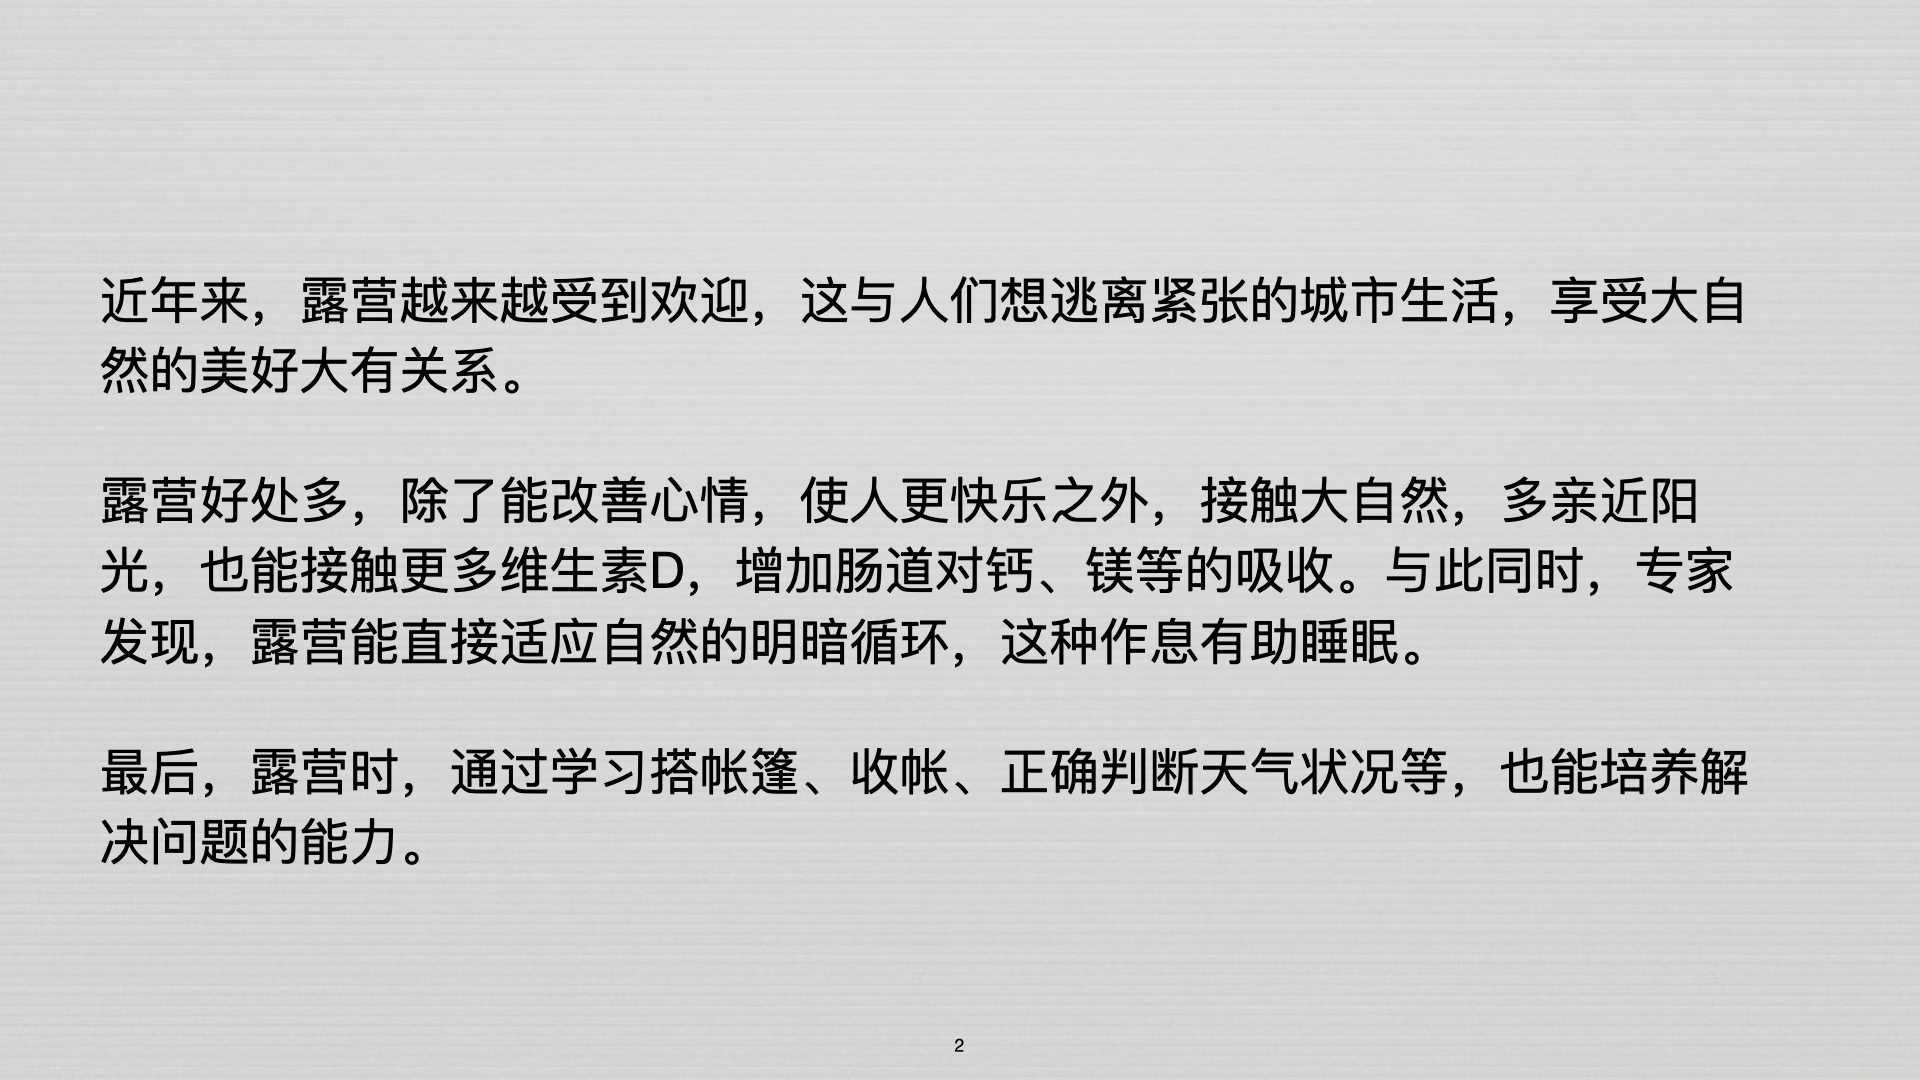 近年来，露营越来越受到欢迎，这与人们想逃离紧张的城市生活，享受大自
然的美好大有关系。
露营好处多，除了能改善心情，使人更快乐之外，接触大自然，多亲近阳
光，也能接触更多维生素D，增加肠道对钙、镁等的吸收。与此同时，专家
发现，露营能直接适应自然的明暗循环，这种作息有助睡眠。
最后，露营时，通过学习搭帐篷、收帐、正确判断天气状况等，也能培养解
决问题的能力。
2